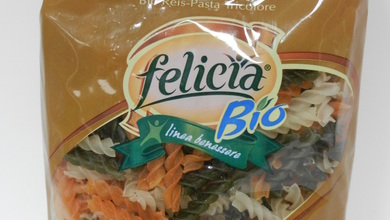 Bio Reis-Pasta Tricolore
felicia®
Bio
linea benessere